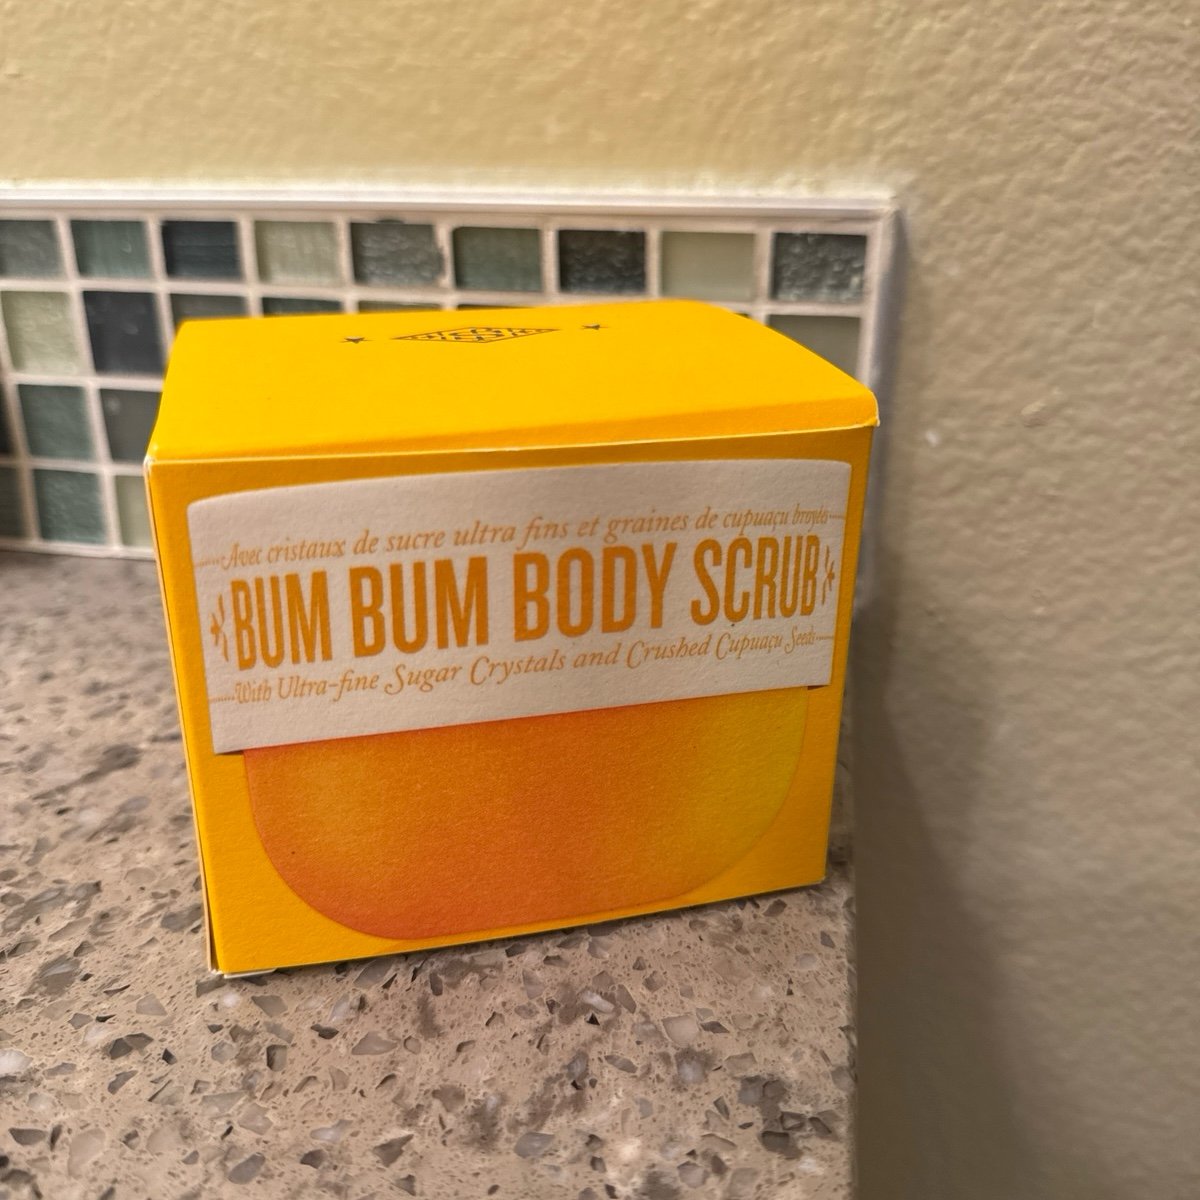 Avec cristaux de sucre ultra fins et graines de cupuaçu broyées
BUM BUM BODY SCRUB
With Ultra-fine Sugar Crystals and Crushed Cupuaçu Seeds